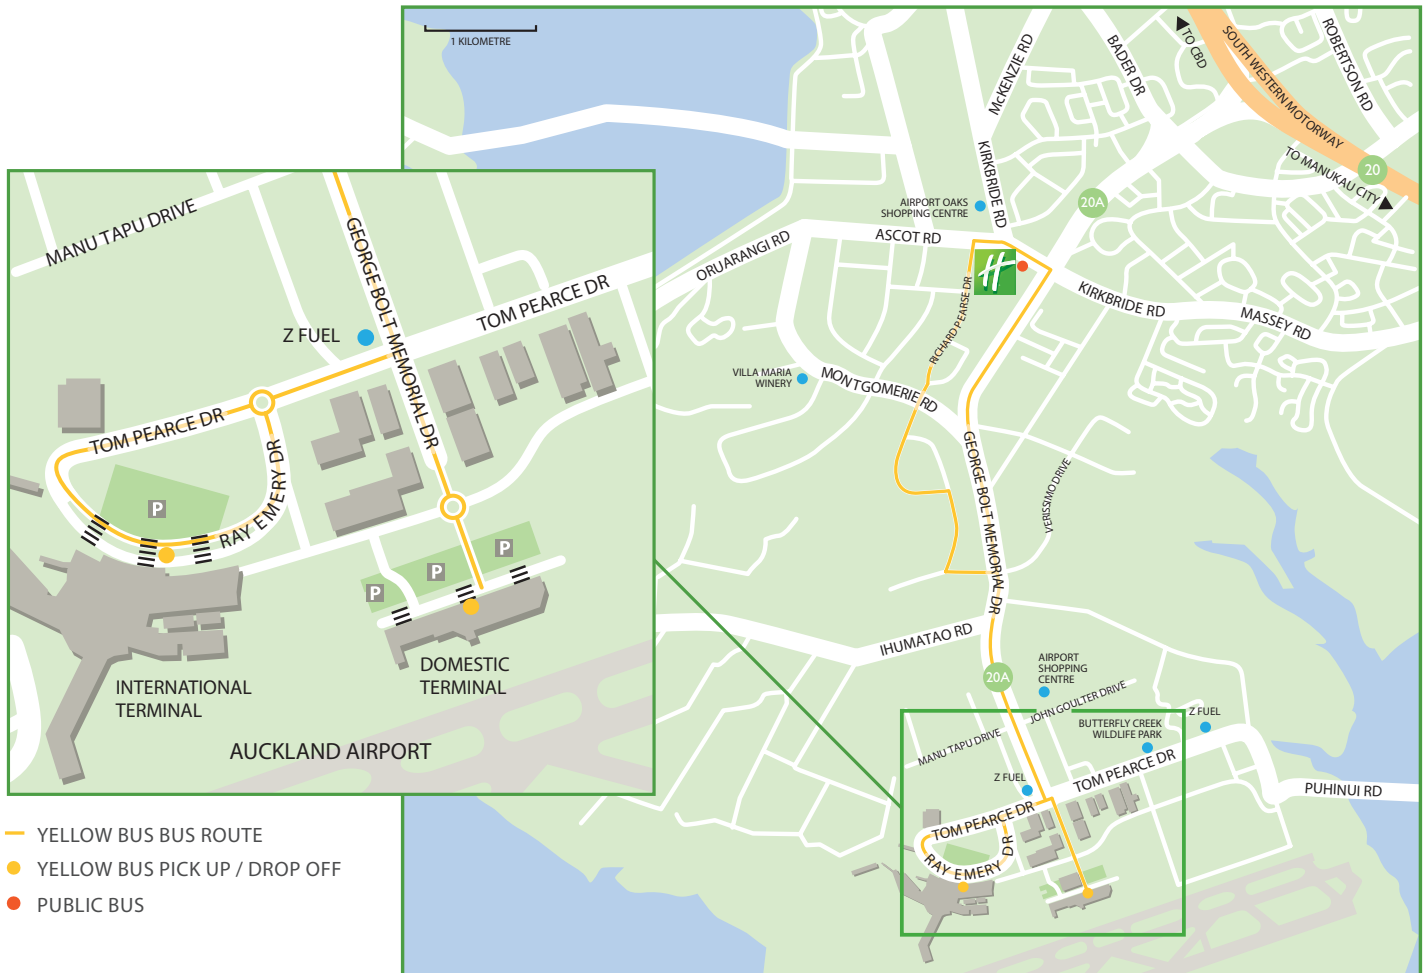 1 KILOMETRE
McKENZIE RD
BADER DR
TO CBD
SOUTH WESTERN MOTORWAY
ROBERTSON RD
20
TO MANUKAU CITY
20A
KIRKBRIDE RD
AIRPORT OAKS
SHOPPING CENTRE
ASCOT RD
ORUARANGI RD
H
RICHARD PEARSE DR
KIRKBRIDE RD
MASSEY RD
VILLA MARIA
WINERY
MONTGOMERIE RD
GEORGE BOLT MEMORIAL DR
VERISSIMO DRIVE
IHUMATAO RD
20A
AIRPORT
SHOPPING
CENTRE
JOHN GOULTER DRIVE
MANU TAPU DRIVE
BUTTERFLY CREEK
WILDLIFE PARK
Z FUEL
Z FUEL
TOM PEARCE DR
PUHINUI RD
TOM PEARCE DR
RAY EMERY DR
MANU TAPU DRIVE
GEORGE BOLT MEMORIAL DR
TOM PEARCE DR
Z FUEL
TOM PEARCE DR
RAY EMERY DR
P
P
P
P
INTERNATIONAL
TERMINAL
DOMESTIC
TERMINAL
AUCKLAND AIRPORT
YELLOW BUS BUS ROUTE
YELLOW BUS PICK UP / DROP OFF
PUBLIC BUS